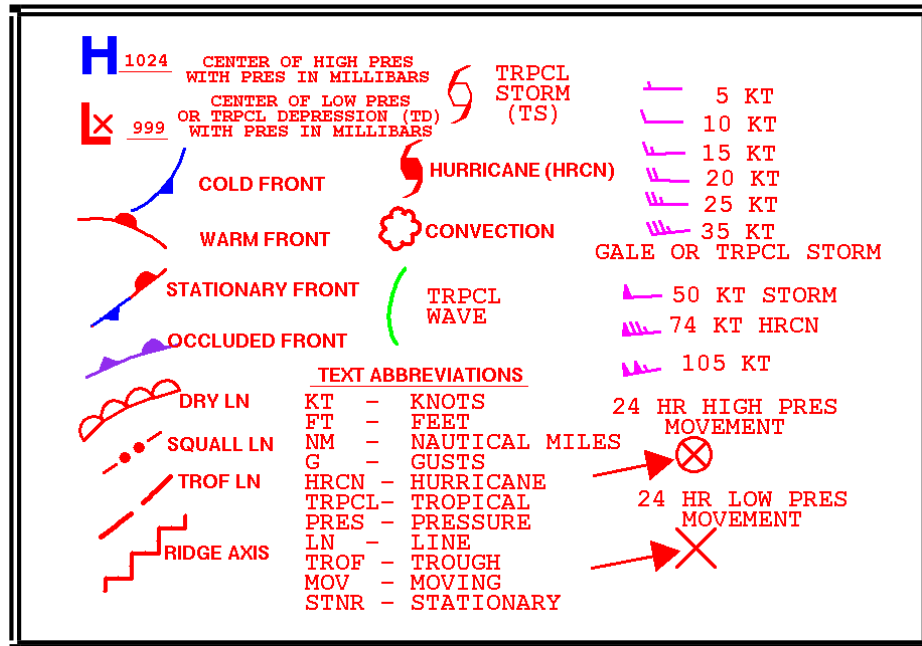 H 1024 CENTER OF HIGH PRES
WITH PRES IN MILLIBARS
L 999 CENTER OF LOW PRES
OR TRPCL DEPRESSION (TD)
WITH PRES IN MILLIBARS
COLD FRONT
WARM FRONT
STATIONARY FRONT
OCCLUDED FRONT
DRY LN
SQUALL LN
TROF LN
RIDGE AXIS
TRPCL
STORM
(TS)
HURRICANE (HRCN)
CONVECTION
TRPCL
WAVE
TEXT ABBREVIATIONS
KT – KNOTS
FT – FEET
NM – NAUTICAL MILES
G – GUSTS
HRCN – HURRICANE
TRPCL– TROPICAL
PRES – PRESSURE
LN – LINE
TROF – TROUGH
MOV – MOVING
STNR – STATIONARY
5 KT
10 KT
15 KT
20 KT
25 KT
35 KT
GALE OR TRPCL STORM
50 KT STORM
74 KT HRCN
105 KT
24 HR HIGH PRES
MOVEMENT
24 HR LOW PRES
MOVEMENT